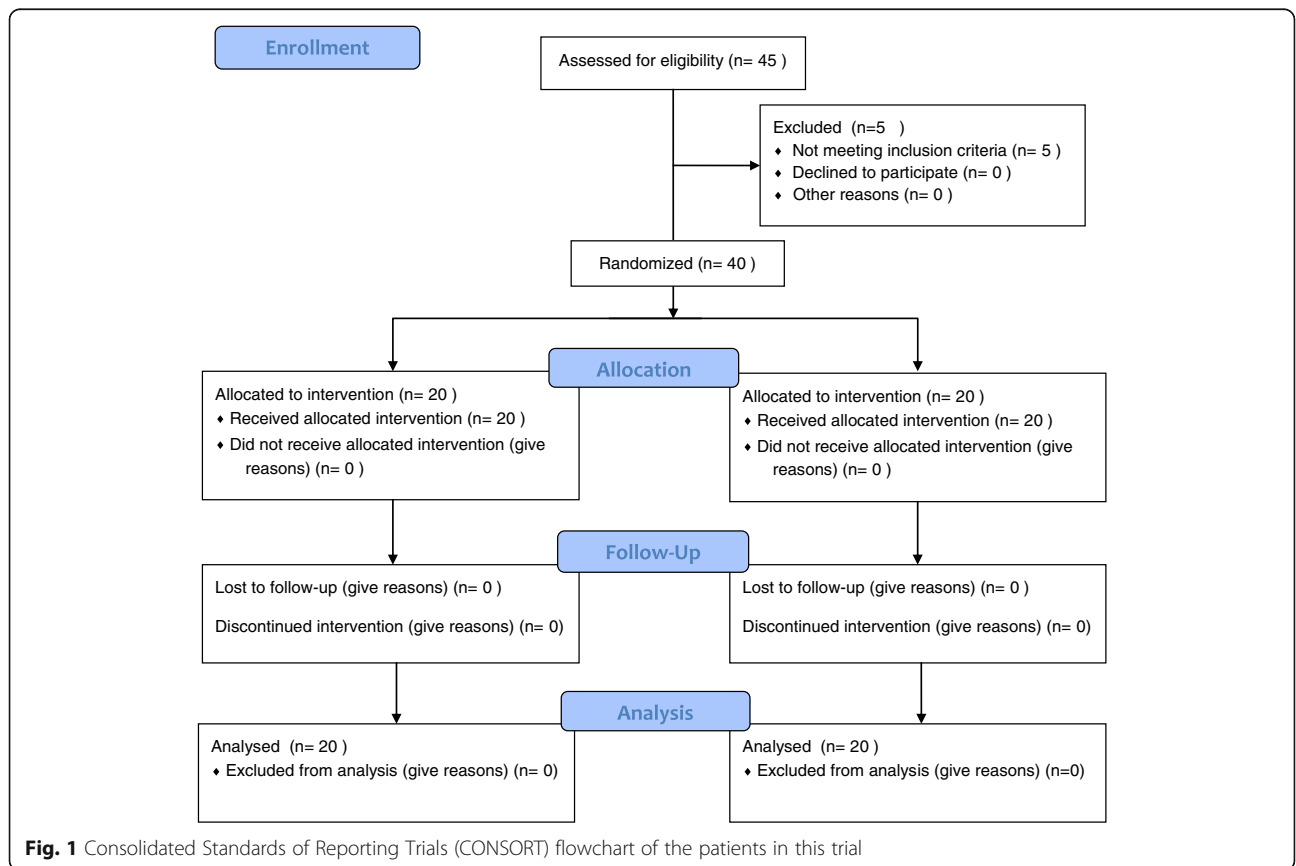 Enrollment
Assessed for eligibility (n= 45 )
Excluded (n=5 )
♦ Not meeting inclusion criteria (n= 5 )
♦ Declined to participate (n= 0 )
♦ Other reasons (n= 0 )
Randomized (n= 40 )
Allocation
Allocated to intervention (n= 20 )
♦ Received allocated intervention (n= 20 )
♦ Did not receive allocated intervention (give
reasons) (n= 0 )
Allocated to intervention (n= 20 )
♦ Received allocated intervention (n= 20 )
♦ Did not receive allocated intervention (give
reasons) (n= 0 )
Follow-Up
Lost to follow-up (give reasons) (n= 0 )
Discontinued intervention (give reasons) (n= 0)
Lost to follow-up (give reasons) (n= 0 )
Discontinued intervention (give reasons) (n= 0)
Analysis
Analysed (n= 20 )
♦ Excluded from analysis (give reasons) (n= 0)
Analysed (n= 20 )
♦ Excluded from analysis (give reasons) (n=0)
Fig. 1 Consolidated Standards of Reporting Trials (CONSORT) flowchart of the patients in this trial